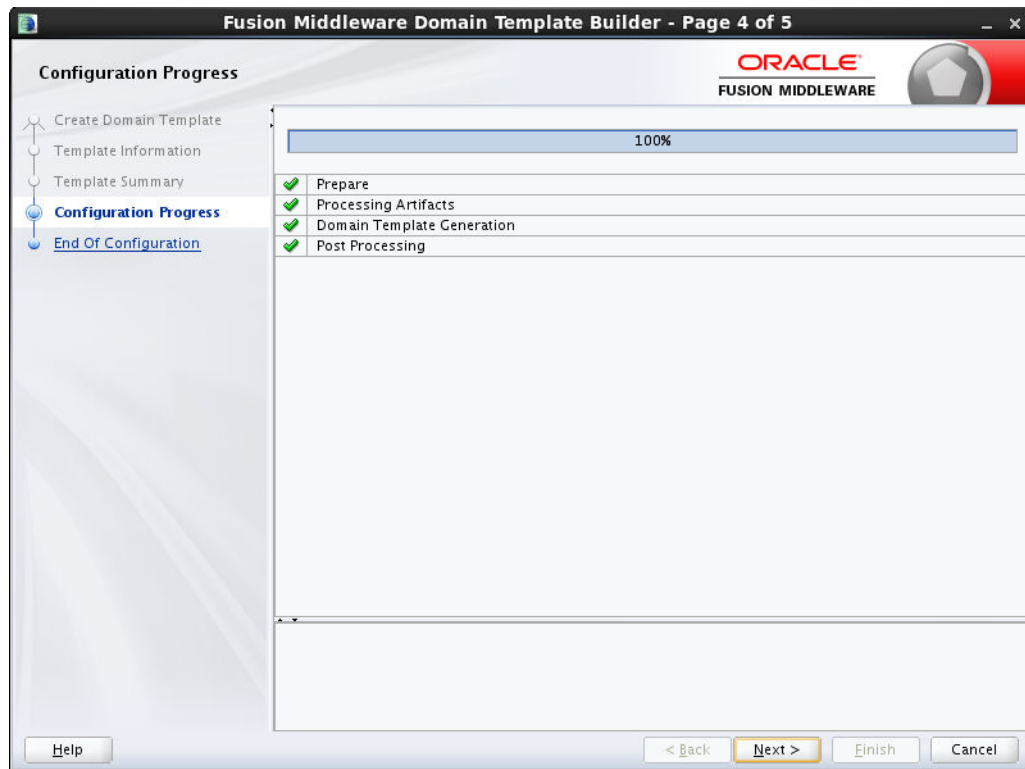 Fusion Middleware Domain Template Builder - Page 4 of 5
Configuration Progress
ORACLE
FUSION MIDDLEWARE
Create Domain Template
Template Information
Template Summary
Configuration Progress
End Of Configuration
100%
Prepare
Processing Artifacts
Domain Template Generation
Post Processing
Help
< Back
Next >
Finish
Cancel